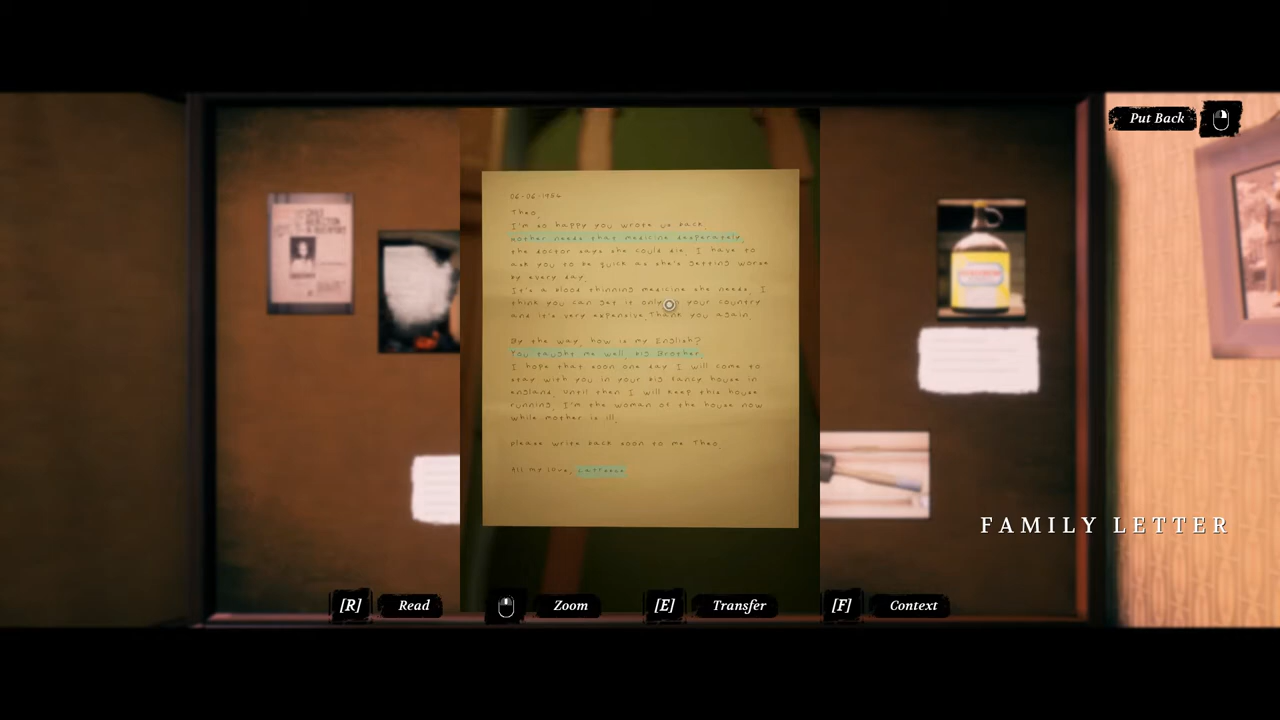 Put Back
06-06-1954
Theo,
I'm so happy you wrote us back.
Mother needs that medicine desperately,
the doctor says she could die. I have to
ask you to be quick as she's getting worse
by every day.
It's a blood thinning medicine she needs. I
think you can get it only your country
and it's very expensive. Thank you again.
By the way, how is my English?
You taught me well, big Brother.
I hope that soon one day I will come to
stay with you in your big fancy house in
england. Until then I will keep this house
running. I'm the woman of the house now
while mother is ill.
please write back soon to me Theo.
All my love,
FAMILY LETTER
[R] Read
Zoom
[E] Transfer
[F] Context